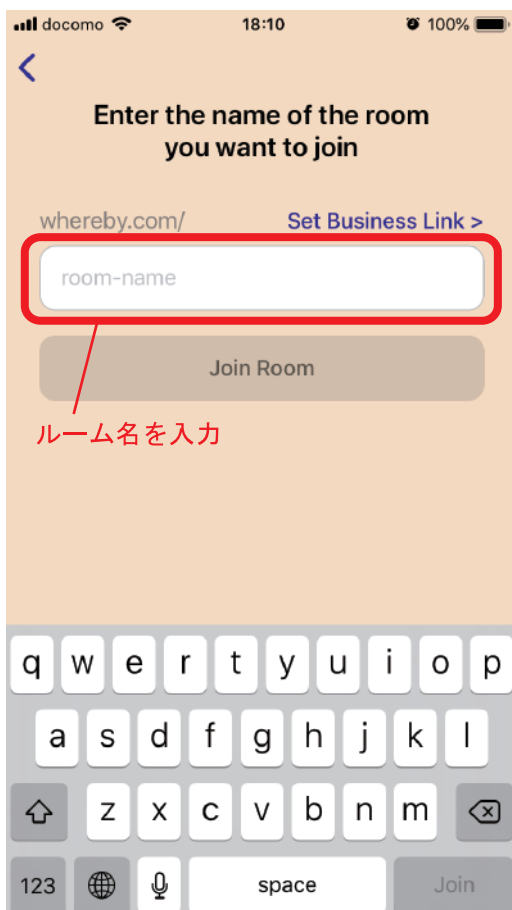 docomo 18:10 100%
Enter the name of the room
you want to join
whereby.com/ Set Business Link >
room-name
Join Room
ルーム名を入力
q w e r t y u i o p
a s d f g h j k l
z x c v b n m
123 space Join